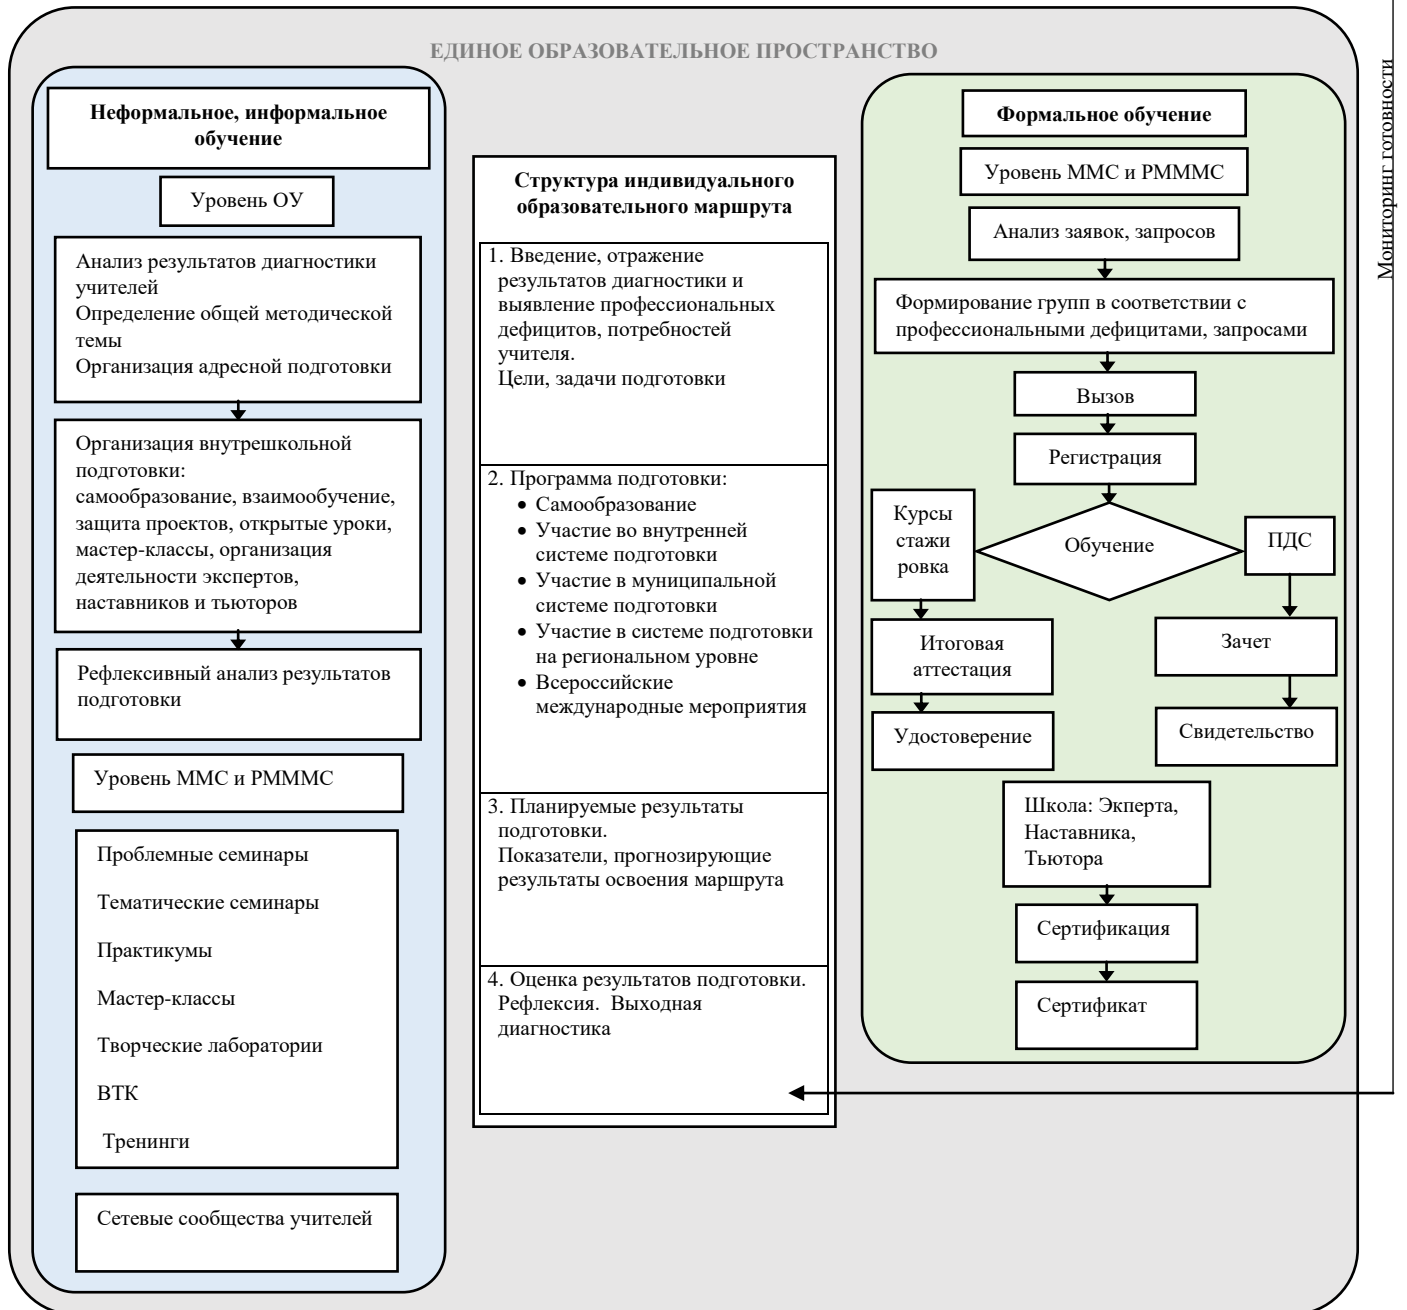 ЕДИНОЕ ОБРАЗОВАТЕЛЬНОЕ ПРОСТРАНСТВО
Неформальное, информальное
обучение
Уровень ОУ
Анализ результатов диагностики
учителей
Определение общей методической
темы
Организация адресной подготовки
Организация внутрешкольной
подготовки:
самообразование, взаимообучение,
защита проектов, открытые уроки,
мастер-классы, организация
деятельности экспертов,
наставников и тьюторов
Рефлексивный анализ результатов
подготовки
Уровень ММС и РМММС
Проблемные семинары
Тематические семинары
Практикумы
Мастер-классы
Творческие лаборатории
ВТК
Тренинги
Сетевые сообщества учителей
Структура индивидуального
образовательного маршрута
1. Введение, отражение
результатов диагностики и
выявление профессиональных
дефицитов, потребностей
учителя.
Цели, задачи подготовки
2. Программа подготовки:
• Самообразование
• Участие во внутренней
системе подготовки
• Участие в муниципальной
системе подготовки
• Участие в системе подготовки
на региональном уровне
• Всероссийские
международные мероприятия
3. Планируемые результаты
подготовки.
Показатели, прогнозирующие
результаты освоения маршрута
4. Оценка результатов подготовки.
Рефлексия. Выходная
диагностика
Формальное обучение
Уровень ММС и РМММС
Анализ заявок, запросов
Формирование групп в соответствии с
профессиональными дефицитами, запросами
Вызов
Регистрация
Курсы
стажи
ровка
Обучение
ПДС
Итоговая
аттестация
Зачет
Удостоверение
Свидетельство
Школа: Экперта,
Наставника,
Тьютора
Сертификация
Сертификат
Мониторинг готовности